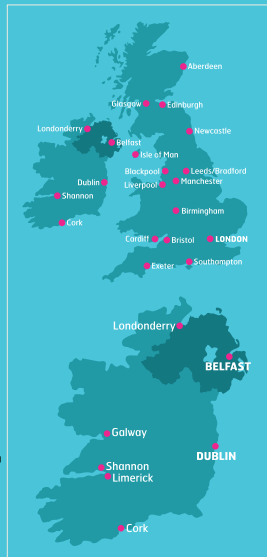 Aberdeen
Glasgow
Edinburgh
Londonderry
Newcastle
Belfast
Isle of Man
Blackpool
Leeds/Bradford
Dublin
Manchester
Liverpool
Shannon
Birmingham
Cork
Cardiff
Bristol
LONDON
Southampton
Exeter
Londonderry
BELFAST
Galway
DUBLIN
Shannon
Limerick
Cork